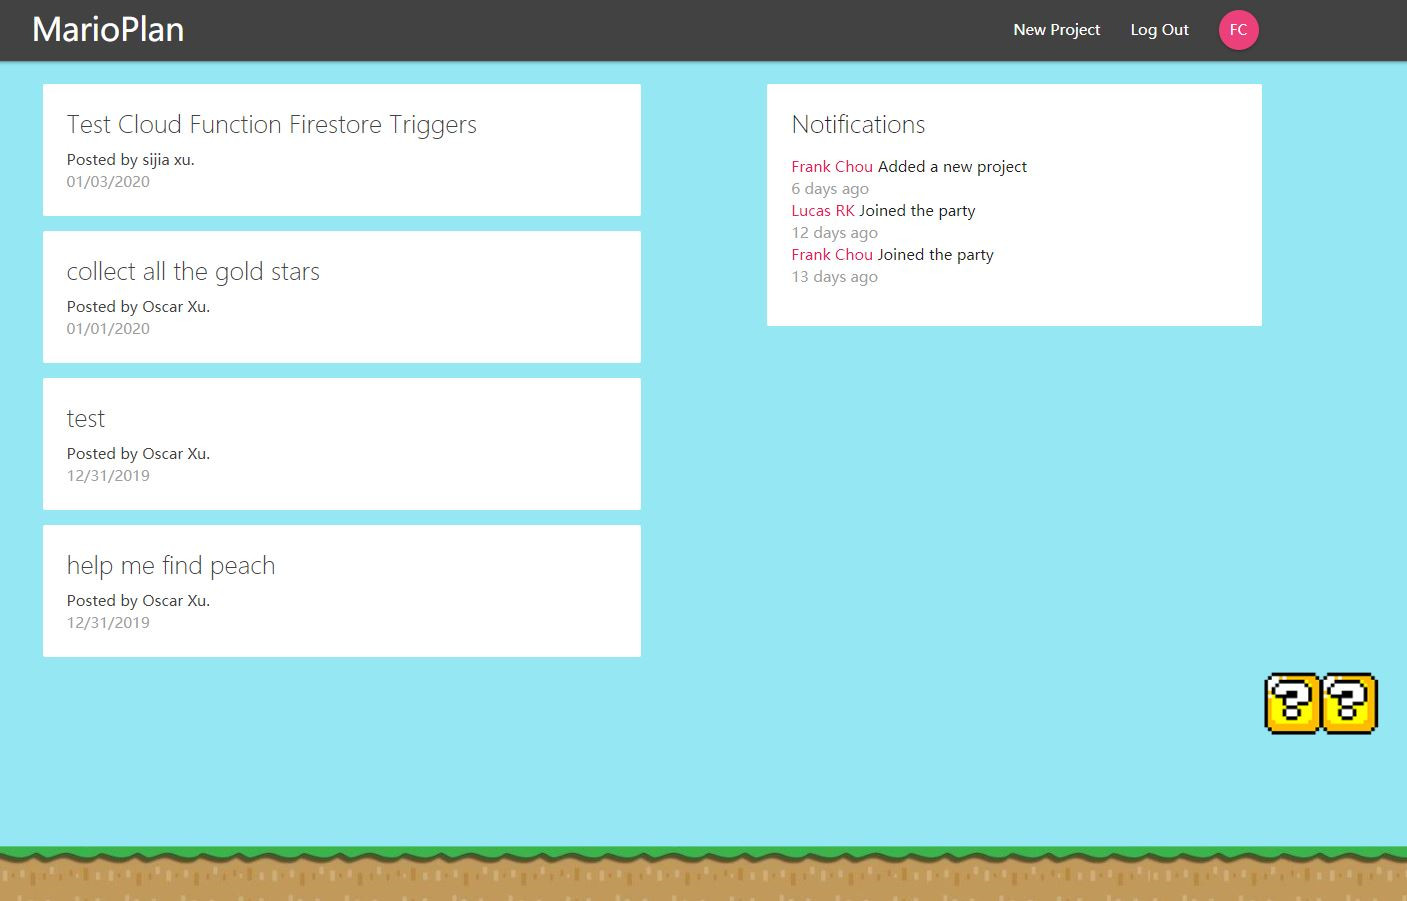 MarioPlan
New Project
Log Out
FC
Test Cloud Function Firestore Triggers
Posted by sijia xu.
01/03/2020
collect all the gold stars
Posted by Oscar Xu.
01/01/2020
test
Posted by Oscar Xu.
12/31/2019
help me find peach
Posted by Oscar Xu.
12/31/2019
Notifications
Frank Chou Added a new project
6 days ago
Lucas RK Joined the party
12 days ago
Frank Chou Joined the party
13 days ago
? ?